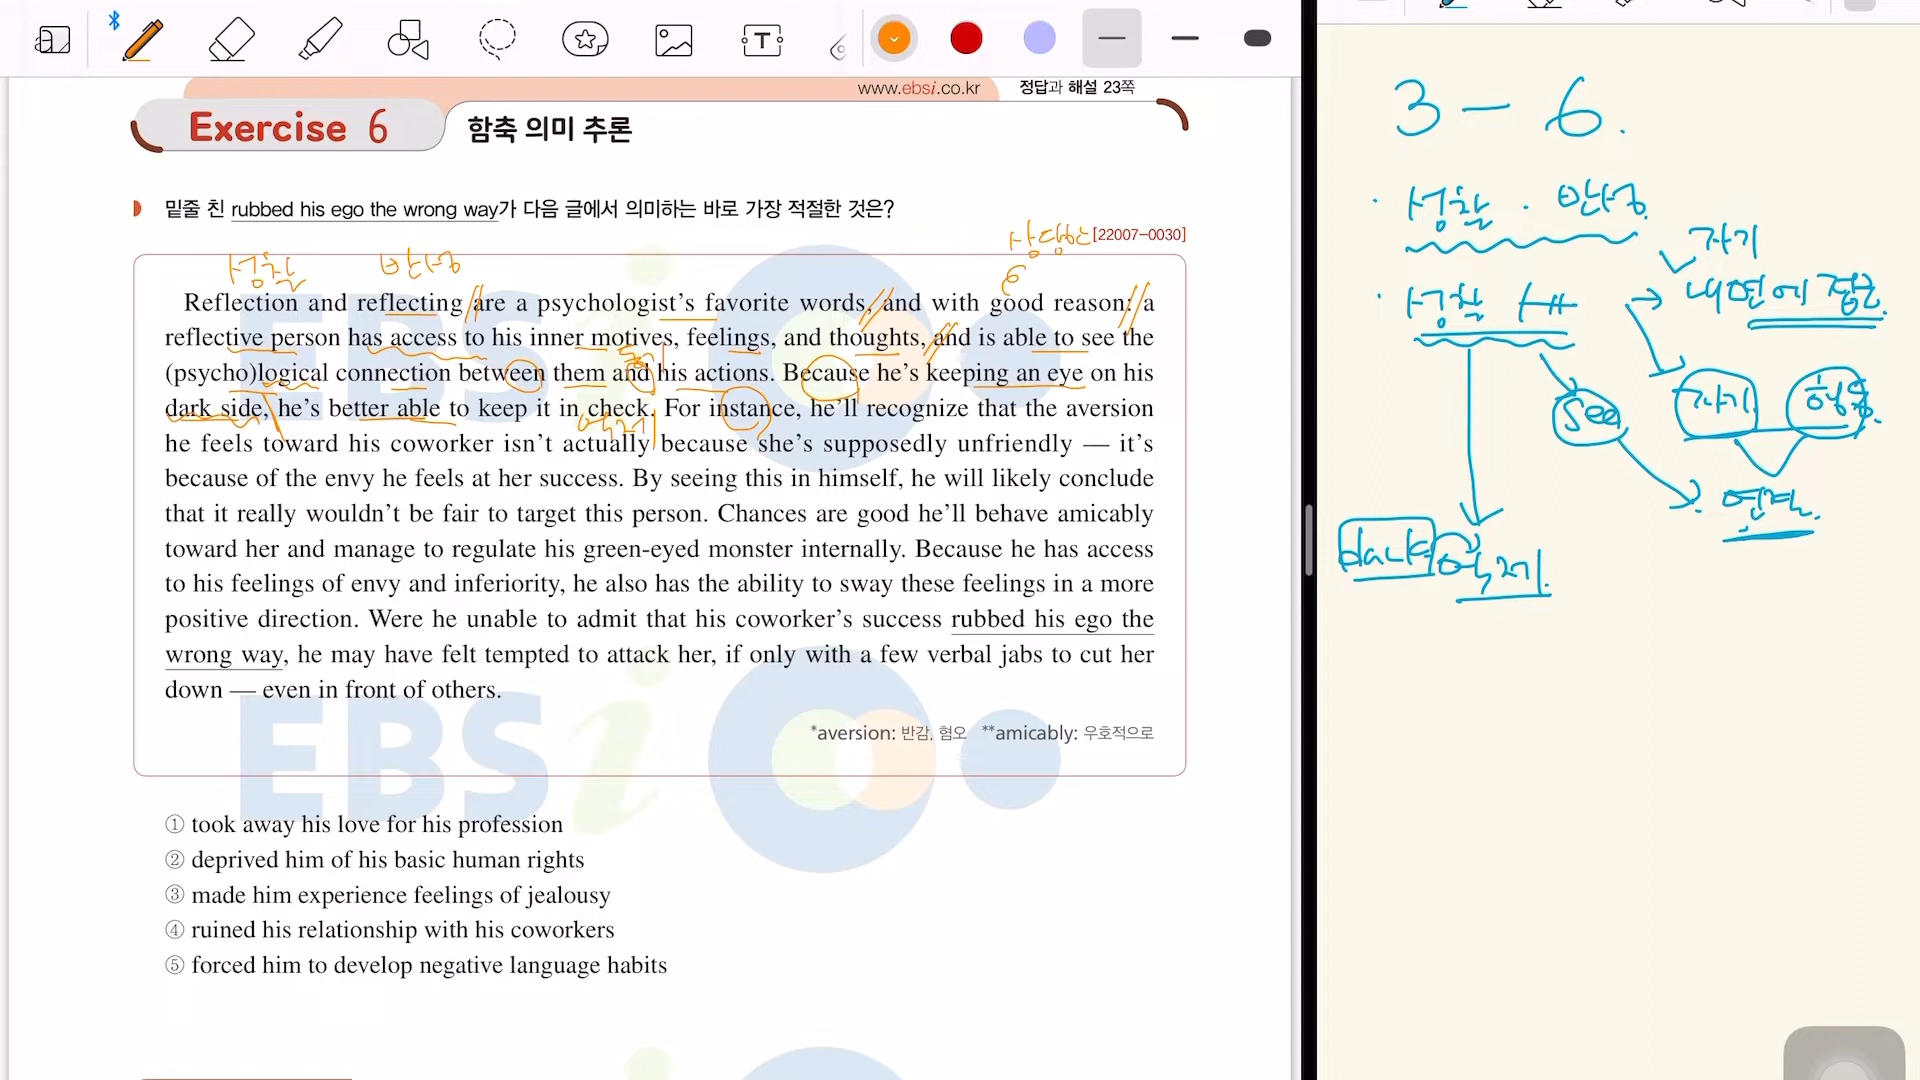 www.ebsi.co.kr 정답과 해설 23쪽
Exercise 6 함축 의미 추론
밑줄 친 rubbed his ego the wrong way가 다음 글에서 의미하는 바로 가장 적절한 것은?
상당한 [22007-0030]
성찰 반성
Reflection and reflecting are a psychologist's favorite words, and with good reason: a
reflective person has access to his inner motives, feelings, and thoughts, and is able to see the
(psycho)logical connection between them and his actions. Because he's keeping an eye on his
dark side, he's better able to keep it in check. For instance, he'll recognize that the aversion
억제
he feels toward his coworker isn't actually because she's supposedly unfriendly — it's
because of the envy he feels at her success. By seeing this in himself, he will likely conclude
that it really wouldn't be fair to target this person. Chances are good he'll behave amicably
toward her and manage to regulate his green-eyed monster internally. Because he has access
to his feelings of envy and inferiority, he also has the ability to sway these feelings in a more
positive direction. Were he unable to admit that his coworker's success rubbed his ego the
wrong way, he may have felt tempted to attack her, if only with a few verbal jabs to cut her
down — even in front of others.
*aversion: 반감, 혐오 **amicably: 우호적으로
① took away his love for his profession
② deprived him of his basic human rights
③ made him experience feelings of jealousy
④ ruined his relationship with his coworkers
⑤ forced him to develop negative language habits
EBSi
EBSi
3 - 6.
· 성찰 · 반성
자기
· 성찰 사람 → 내면에 접근
see 자기 행동
연결
dark 억제